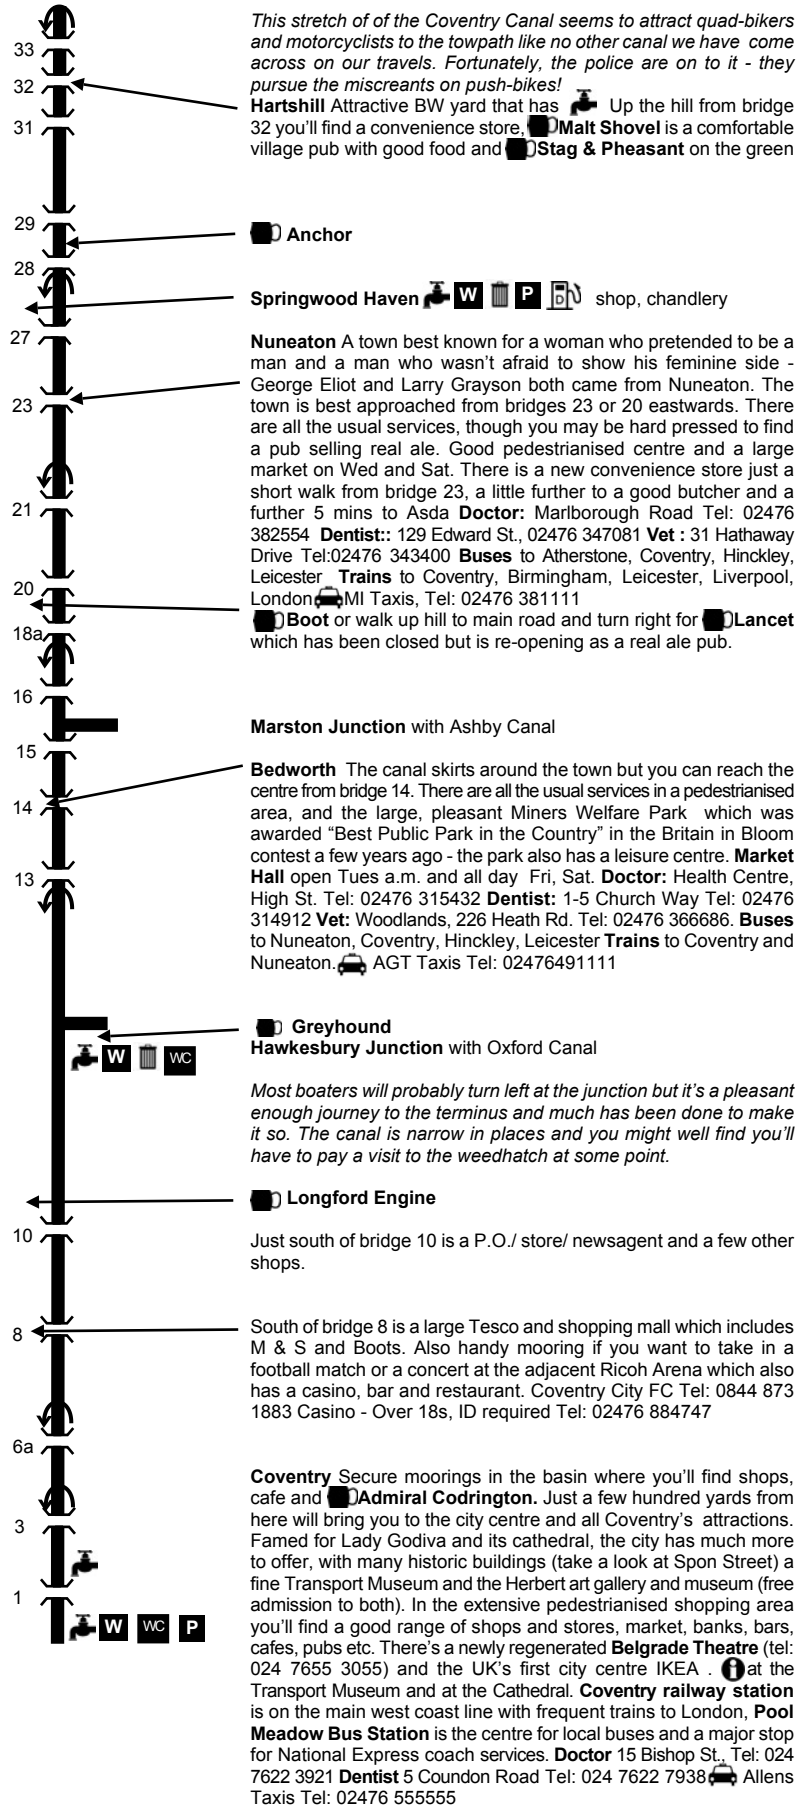 This stretch of of the Coventry Canal seems to attract quad-bikers
and motorcyclists to the towpath like no other canal we have come
across on our travels. Fortunately, the police are on to it - they
pursue the miscreants on push-bikes!
33
32
31
Hartshill Attractive BW yard that has Up the hill from bridge
32 you'll find a convenience store, Malt Shovel is a comfortable
village pub with good food and Stag & Pheasant on the green
29
Anchor
28
Springwood Haven W P D shop, chandlery
27
23
21
Nuneaton A town best known for a woman who pretended to be a
man and a man who wasn't afraid to show his feminine side -
George Eliot and Larry Grayson both came from Nuneaton. The
town is best approached from bridges 23 or 20 eastwards. There
are all the usual services, though you may be hard pressed to find
a pub selling real ale. Good pedestrianised centre and a large
market on Wed and Sat. There is a new convenience store just a
short walk from bridge 23, a little further to a good butcher and a
further 5 mins to Asda Doctor: Marlborough Road Tel: 02476
382554 Dentist:: 129 Edward St., 02476 347081 Vet : 31 Hathaway
Drive Tel:02476 343400 Buses to Atherstone, Coventry, Hinckley,
Leicester Trains to Coventry, Birmingham, Leicester, Liverpool,
London MI Taxis, Tel: 02476 381111
20
18a
Boot or walk up hill to main road and turn right for Lancet
which has been closed but is re-opening as a real ale pub.
16
Marston Junction with Ashby Canal
15
14
13
Bedworth The canal skirts around the town but you can reach the
centre from bridge 14. There are all the usual services in a pedestrianised
area, and the large, pleasant Miners Welfare Park which was
awarded "Best Public Park in the Country" in the Britain in Bloom
contest a few years ago - the park also has a leisure centre. Market
Hall open Tues a.m. and all day Fri, Sat. Doctor: Health Centre,
High St. Tel: 02476 315432 Dentist: 1-5 Church Way Tel: 02476
314912 Vet: Woodlands, 226 Heath Rd. Tel: 02476 366686. Buses
to Nuneaton, Coventry, Hinckley, Leicester Trains to Coventry and
Nuneaton. AGT Taxis Tel: 02476491111
Greyhound
Hawkesbury Junction with Oxford Canal
W WC
Most boaters will probably turn left at the junction but it's a pleasant
enough journey to the terminus and much has been done to make
it so. The canal is narrow in places and you might well find you'll
have to pay a visit to the weedhatch at some point.
Longford Engine
10
Just south of bridge 10 is a P.O./ store/ newsagent and a few other
shops.
8
South of bridge 8 is a large Tesco and shopping mall which includes
M & S and Boots. Also handy mooring if you want to take in a
football match or a concert at the adjacent Ricoh Arena which also
has a casino, bar and restaurant. Coventry City FC Tel: 0844 873
1883 Casino - Over 18s, ID required Tel: 02476 884747
6a
3
1
W WC P
Coventry Secure moorings in the basin where you'll find shops,
cafe and Admiral Codrington. Just a few hundred yards from
here will bring you to the city centre and all Coventry's attractions.
Famed for Lady Godiva and its cathedral, the city has much more
to offer, with many historic buildings (take a look at Spon Street) a
fine Transport Museum and the Herbert art gallery and museum (free
admission to both). In the extensive pedestrianised shopping area
you'll find a good range of shops and stores, market, banks, bars,
cafes, pubs etc. There's a newly regenerated Belgrade Theatre (tel:
024 7655 3055) and the UK's first city centre IKEA . i at the
Transport Museum and at the Cathedral. Coventry railway station
is on the main west coast line with frequent trains to London, Pool
Meadow Bus Station is the centre for local buses and a major stop
for National Express coach services. Doctor 15 Bishop St., Tel: 024
7622 3921 Dentist 5 Coundon Road Tel: 024 7622 7938 Allens
Taxis Tel: 02476 555555